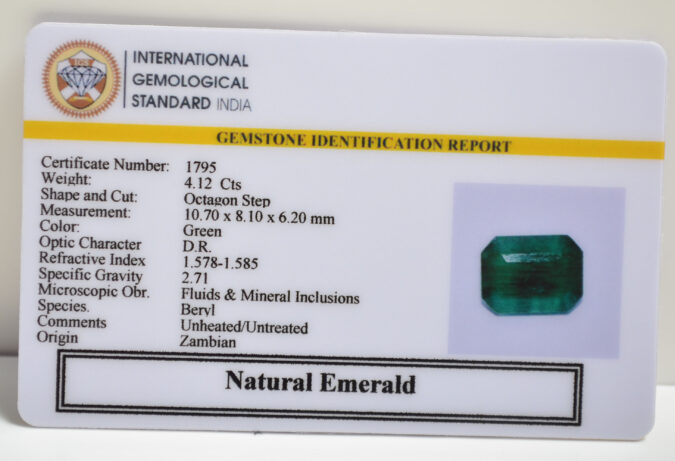 INTERNATIONAL
GEMOLOGICAL
STANDARD INDIA
GEMSTONE IDENTIFICATION REPORT
Certificate Number: 1795
Weight: 4.12 Cts
Shape and Cut: Octagon Step
Measurement: 10.70 x 8.10 x 6.20 mm
Color: Green
Optic Character D.R.
Refractive Index 1.578-1.585
Specific Gravity 2.71
Microscopic Obr. Fluids & Mineral Inclusions
Species. Beryl
Comments Unheated/Untreated
Origin Zambian
Natural Emerald